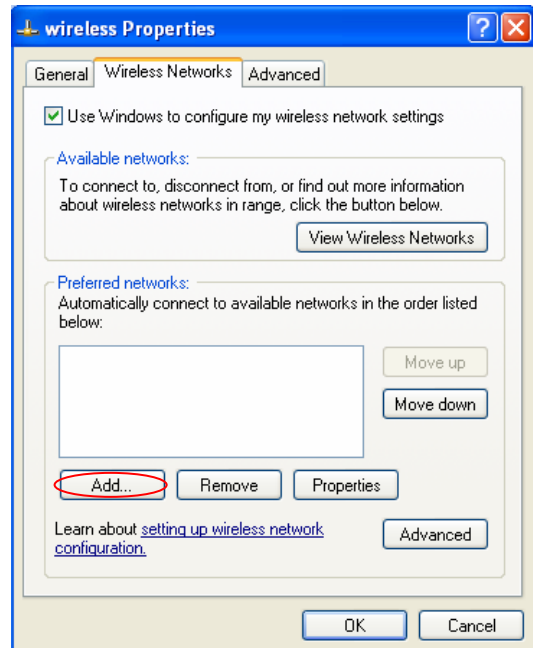 wireless Properties
General Wireless Networks Advanced
Use Windows to configure my wireless network settings
Available networks:
To connect to, disconnect from, or find out more information
about wireless networks in range, click the button below.
View Wireless Networks
Preferred networks:
Automatically connect to available networks in the order listed
below:
Move up
Move down
Add... Remove Properties
Learn about setting up wireless network
configuration.
Advanced
OK Cancel